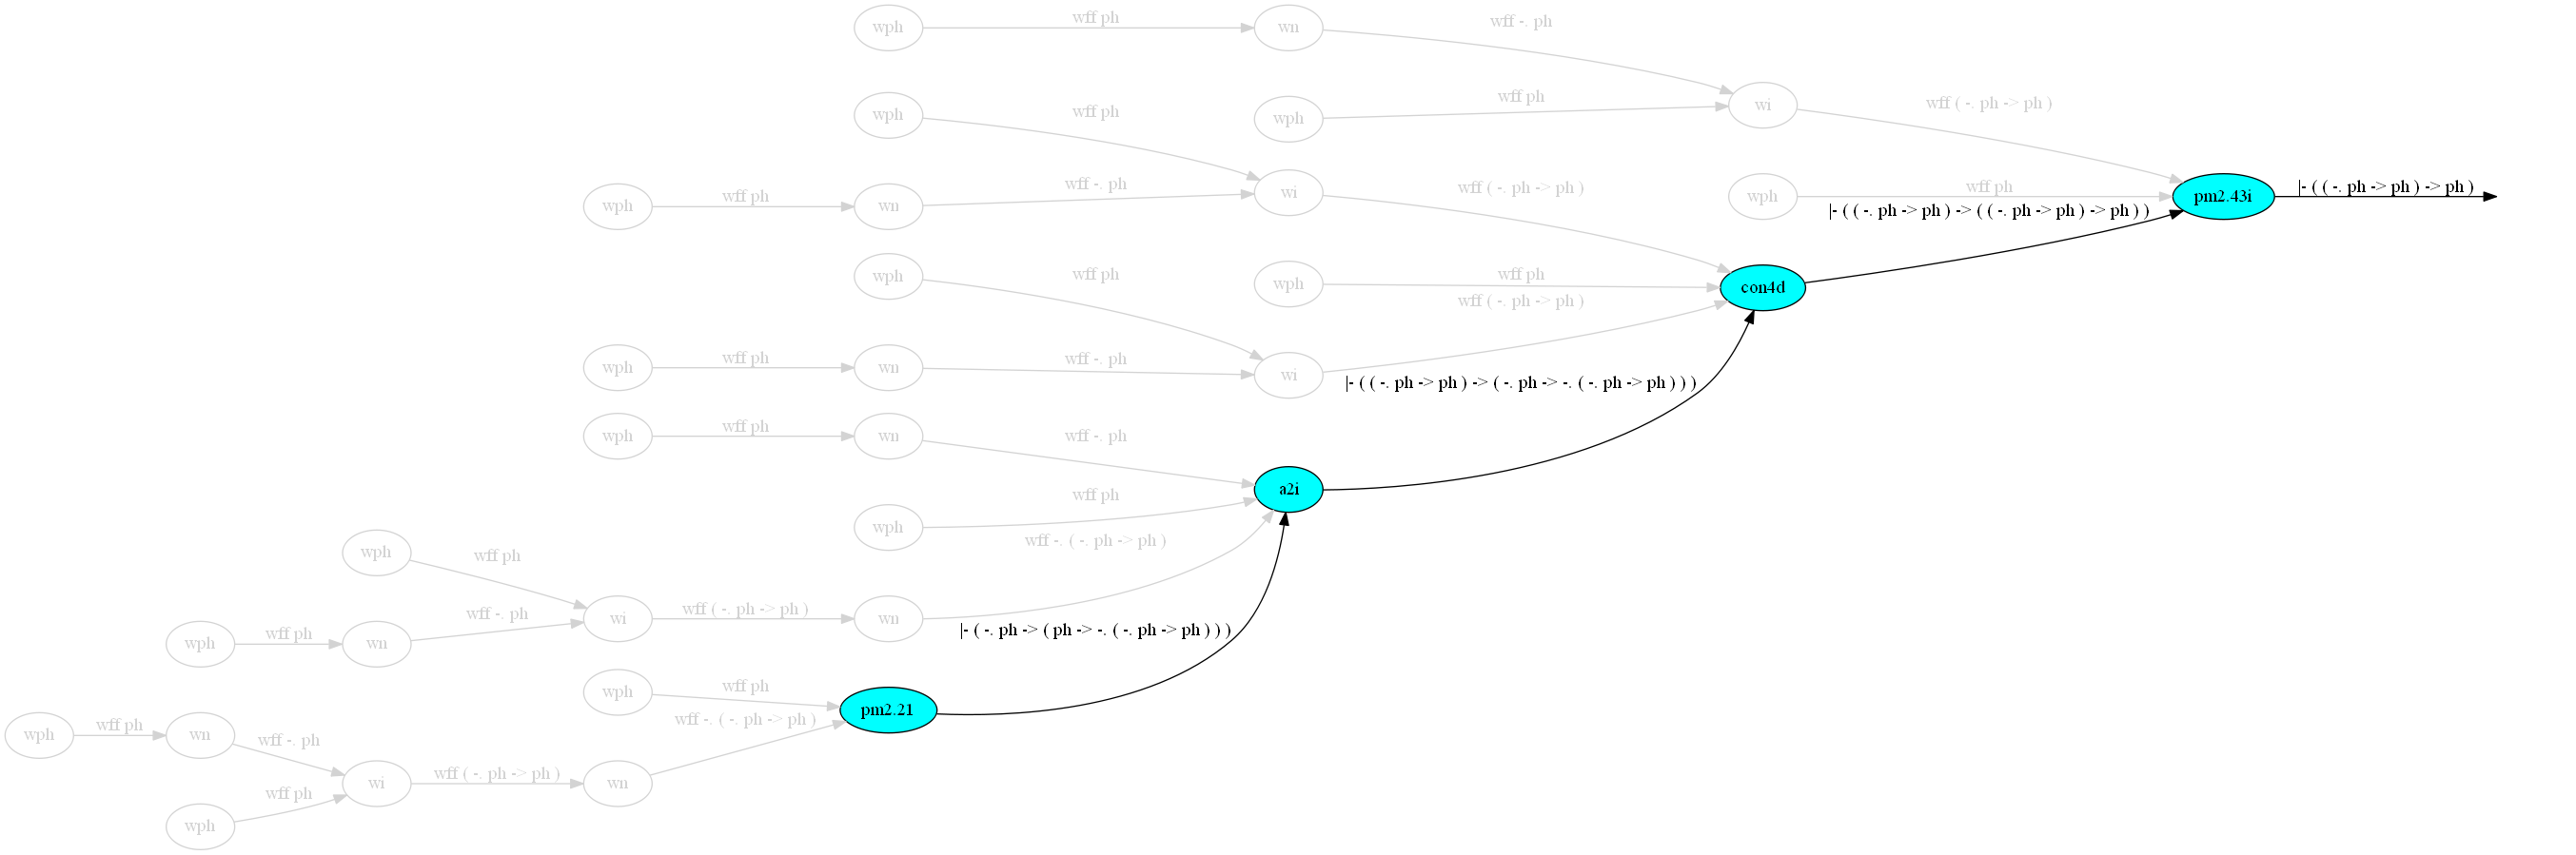 wph
wff ph
wn
wff -. ph
wph
wff ph
wi
wff ( -. ph -> ph )
wph
wff ph
wph
wff ph
wn
wff -. ph
wi
wff ( -. ph -> ph )
wph
wff ph
pm2.43i
|- ( ( -. ph -> ph ) -> ph )
|- ( ( -. ph -> ph ) -> ( ( -. ph -> ph ) -> ph ) )
wph
wff ph
wph
wff ph
con4d
wff ( -. ph -> ph )
wph
wff ph
wn
wff -. ph
wi
|- ( ( -. ph -> ph ) -> ( -. ph -> -. ( -. ph -> ph ) ) )
wph
wff ph
wn
wff -. ph
a2i
wph
wff ph
wff -. ( -. ph -> ph )
wph
wff ph
wph
wff ph
wn
wff -. ph
wi
wff ( -. ph -> ph )
wn
|- ( -. ph -> ( ph -> -. ( -. ph -> ph ) ) )
wph
wff ph
pm2.21
wff -. ( -. ph -> ph )
wph
wff ph
wn
wff -. ph
wi
wff ( -. ph -> ph )
wn
wph
wff ph